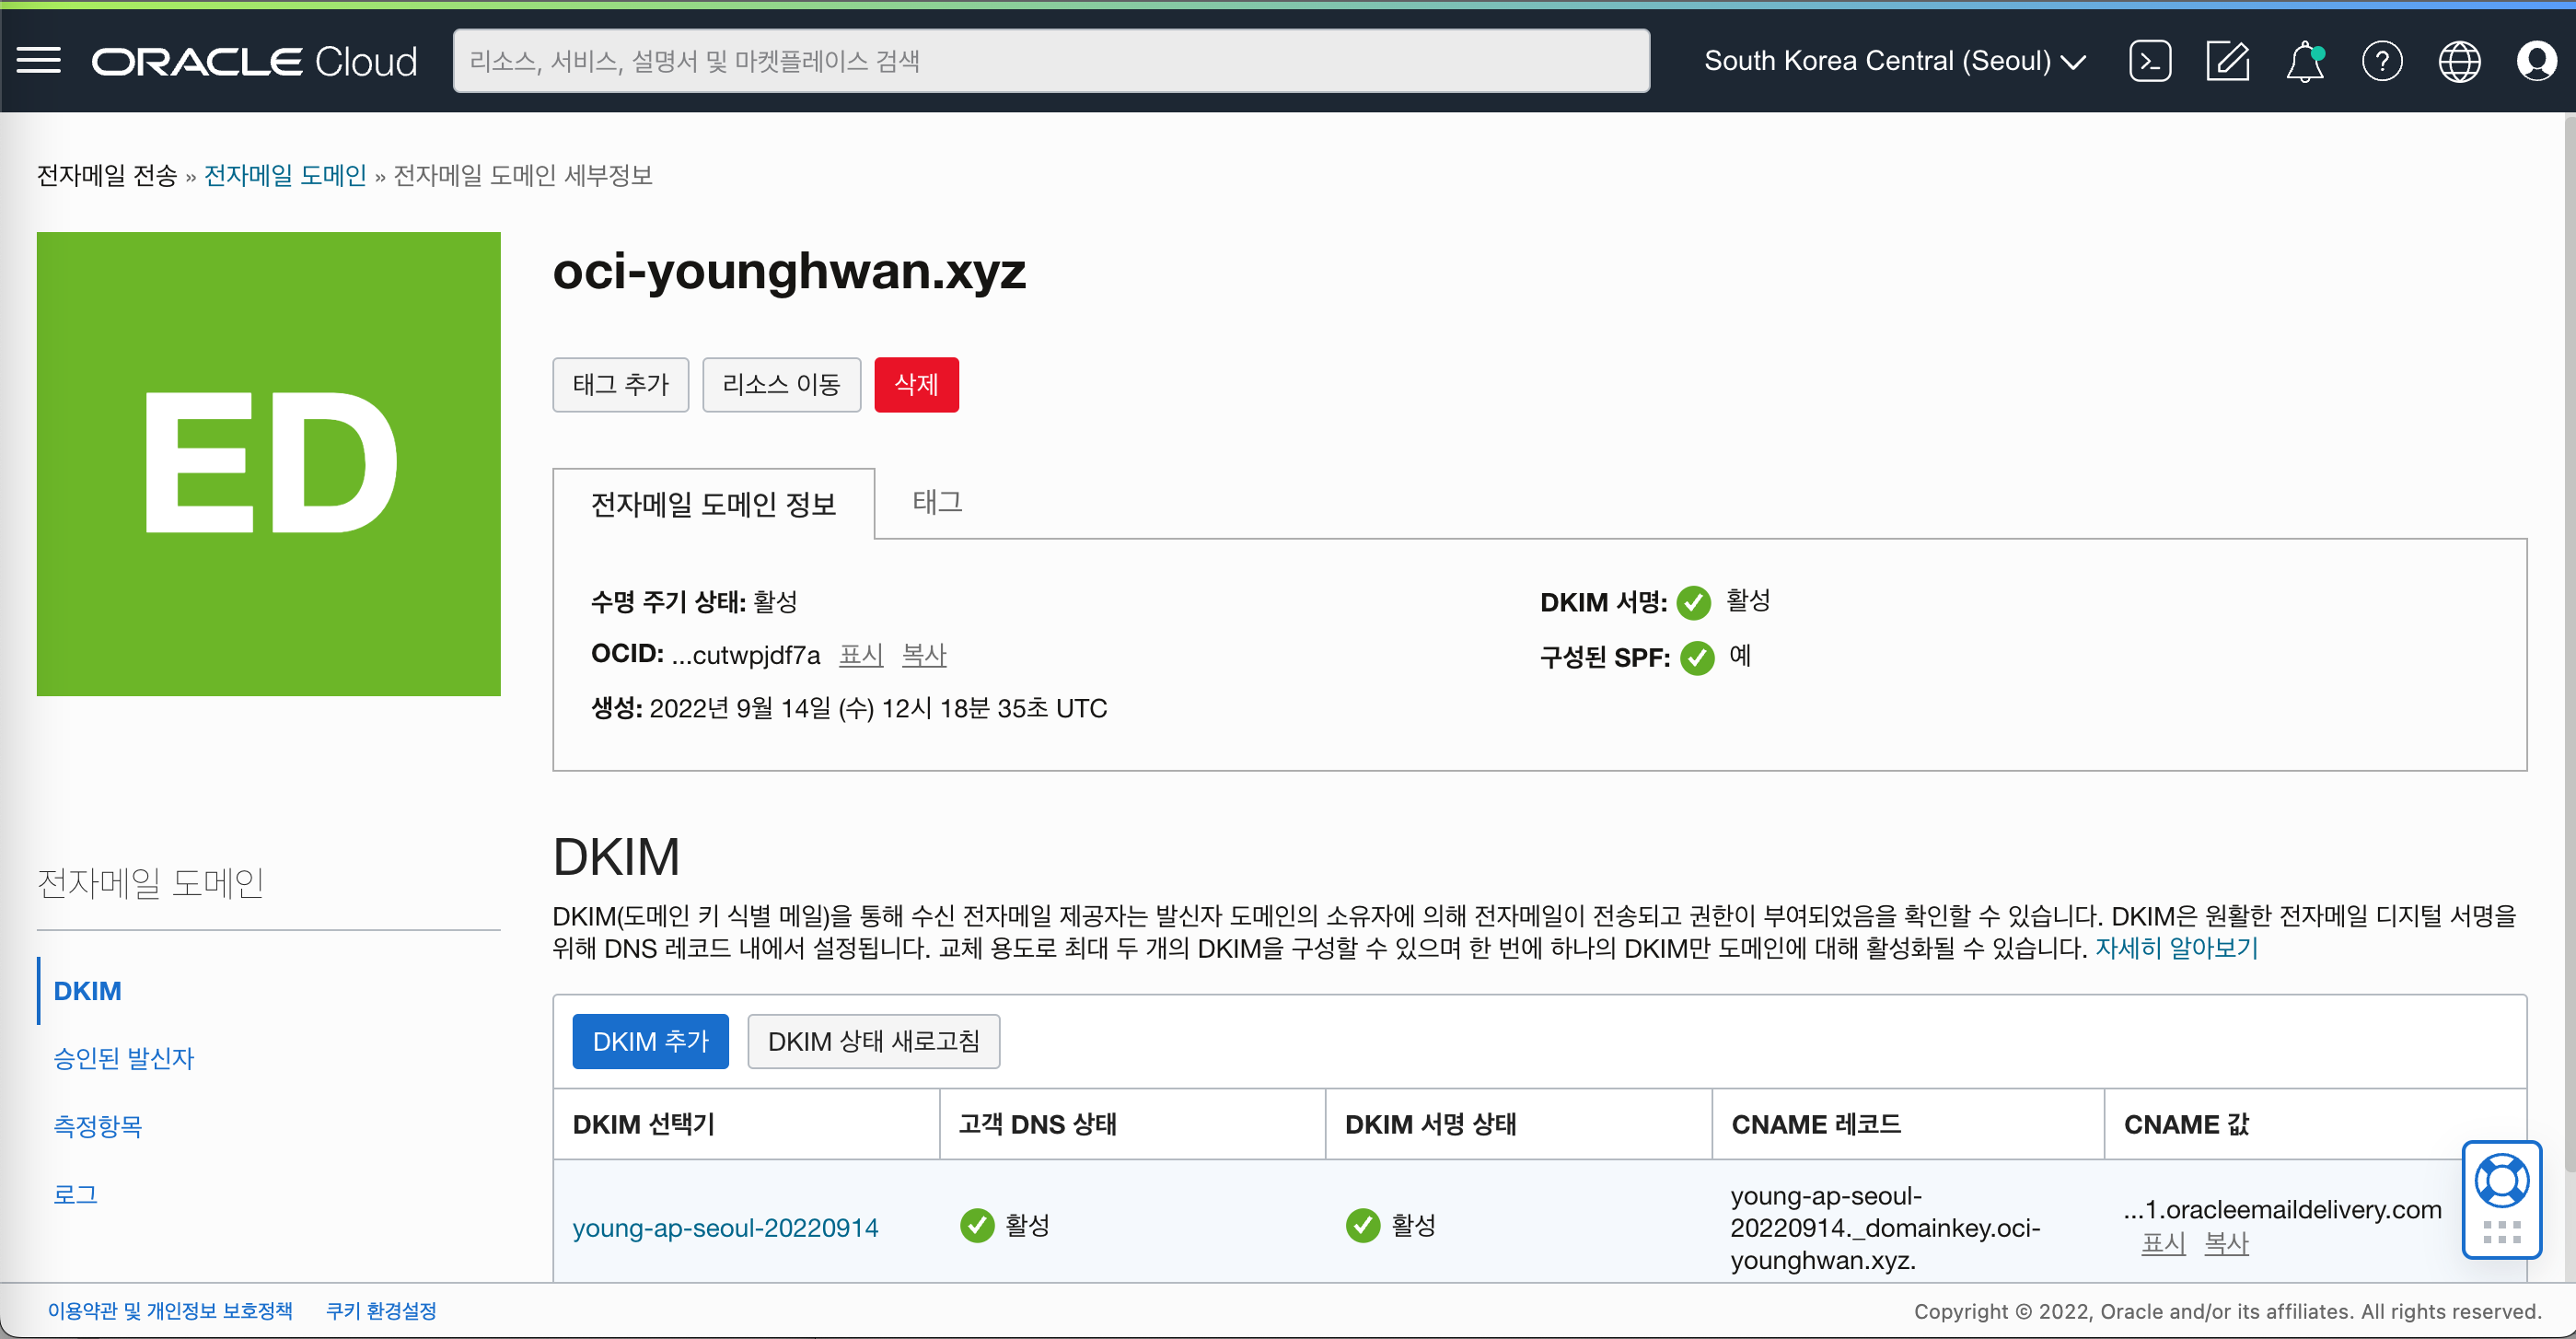 ORACLE Cloud
리소스, 서비스, 설명서 및 마켓플레이스 검색
South Korea Central (Seoul)
전자메일 전송 » 전자메일 도메인 » 전자메일 도메인 세부정보
ED
oci-younghwan.xyz
태그 추가 리소스 이동 삭제
전자메일 도메인 정보 태그
수명 주기 상태: 활성
OCID: ...cutwpjdf7a 표시 복사
생성: 2022년 9월 14일 (수) 12시 18분 35초 UTC
DKIM 서명: 활성
구성된 SPF: 예
전자메일 도메인
DKIM
승인된 발신자
측정항목
로그
DKIM
DKIM(도메인 키 식별 메일)을 통해 수신 전자메일 제공자는 발신자 도메인의 소유자에 의해 전자메일이 전송되고 권한이 부여되었음을 확인할 수 있습니다. DKIM은 원활한 전자메일 디지털 서명을
위해 DNS 레코드 내에서 설정됩니다. 교체 용도로 최대 두 개의 DKIM을 구성할 수 있으며 한 번에 하나의 DKIM만 도메인에 대해 활성화될 수 있습니다. 자세히 알아보기
DKIM 추가 DKIM 상태 새로고침
DKIM 선택기 고객 DNS 상태 DKIM 서명 상태 CNAME 레코드 CNAME 값
young-ap-seoul-20220914 활성 활성
young-ap-seoul-
20220914._domainkey.oci-
younghwan.xyz.
...1.oracleemaildelivery.com
표시 복사
이용약관 및 개인정보 보호정책 쿠키 환경설정
Copyright © 2022, Oracle and/or its affiliates. All rights reserved.